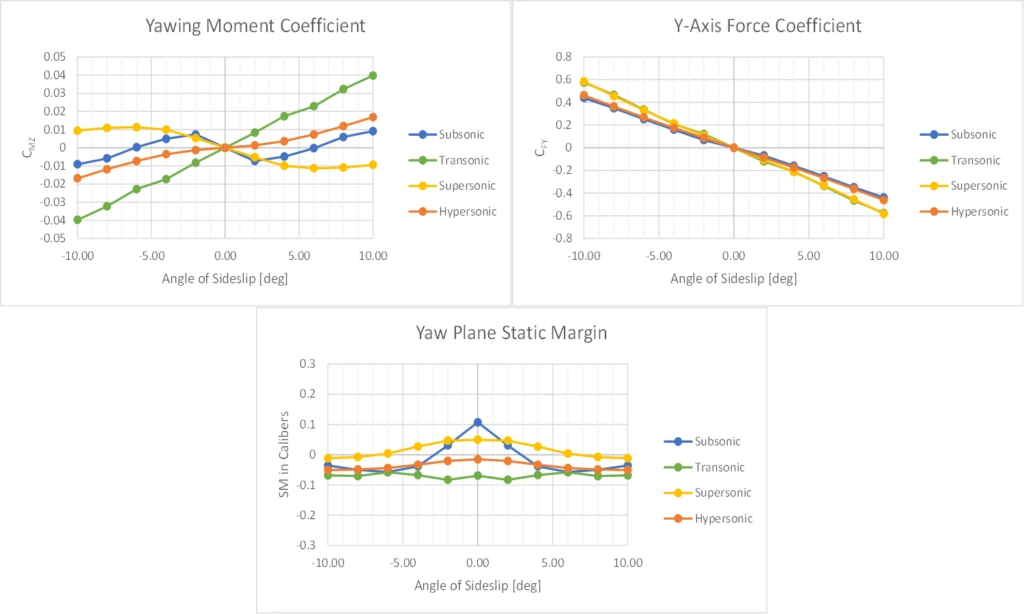 Yawing Moment Coefficient
0.05
0.04
0.03
0.02
0.01
0
-0.01
-0.02
-0.03
-0.04
-0.05
C_MZ
-10.00 -5.00 0.00 5.00 10.00
Angle of Sideslip [deg]
Subsonic
Transonic
Supersonic
Hypersonic
Y-Axis Force Coefficient
0.8
0.6
0.4
0.2
0
-0.2
-0.4
-0.6
-0.8
C_FY
-10.00 -5.00 0.00 5.00 10.00
Angle of Sideslip [deg]
Subsonic
Transonic
Supersonic
Hypersonic
Yaw Plane Static Margin
0.3
0.2
0.1
0
-0.1
-0.2
-0.3
SM in Calibers
-10.00 -5.00 0.00 5.00 10.00
Angle of Sideslip [deg]
Subsonic
Transonic
Supersonic
Hypersonic